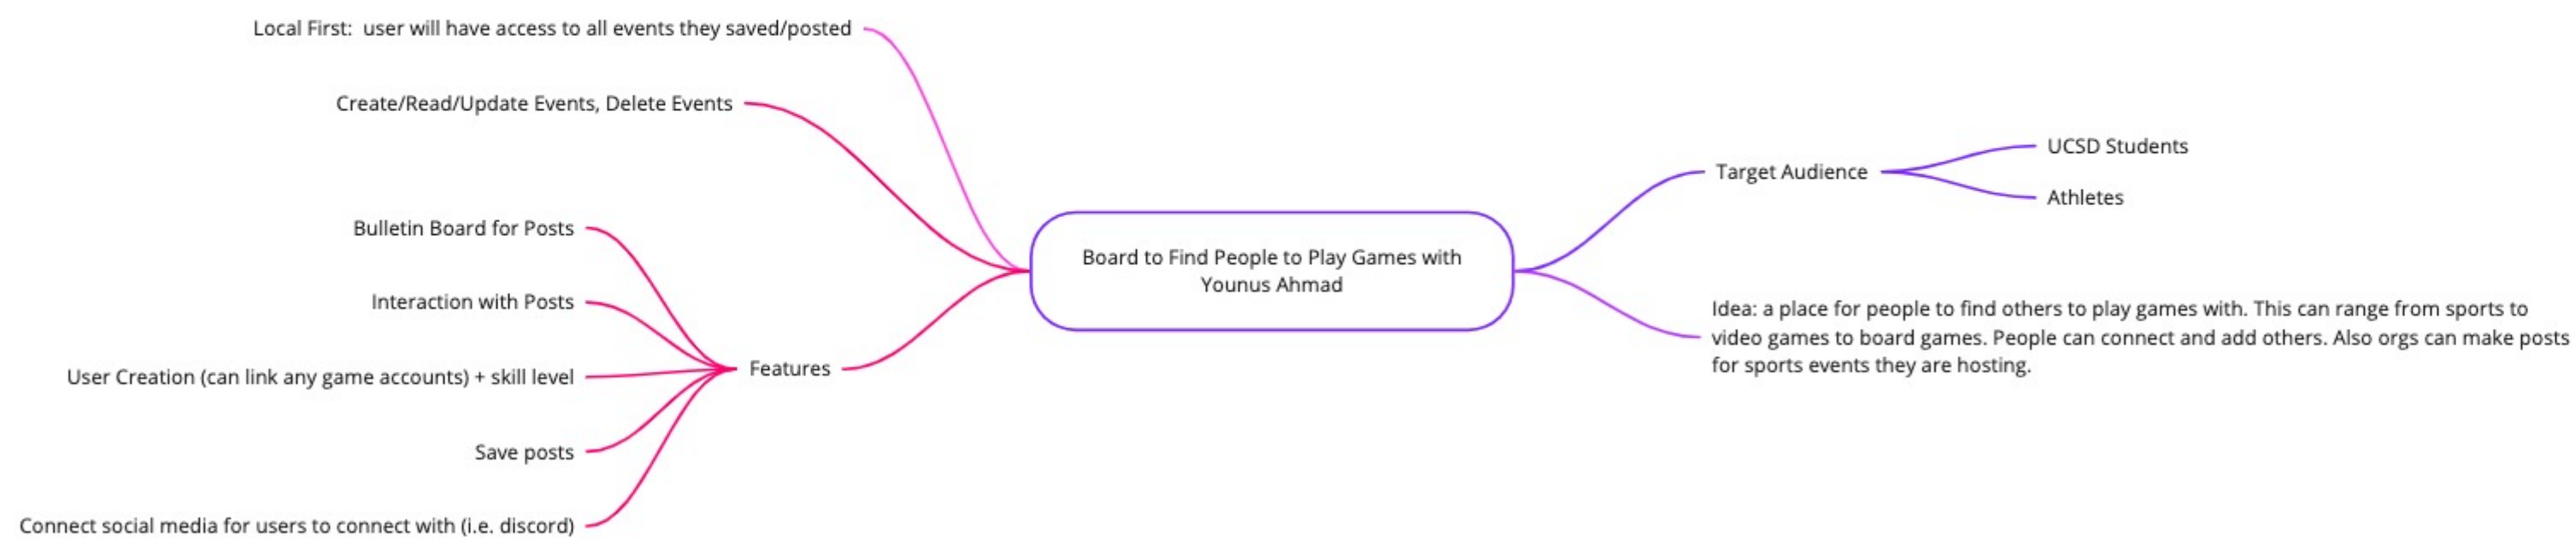 Local First:  user will have access to all events they saved/posted
Create/Read/Update Events, Delete Events
Bulletin Board for Posts
Interaction with Posts
User Creation (can link any game accounts) + skill level
Save posts
Connect social media for users to connect with (i.e. discord)
Features
Board to Find People to Play Games with
Younus Ahmad
Target Audience
UCSD Students
Athletes
Idea: a place for people to find others to play games with. This can range from sports to
video games to board games. People can connect and add others. Also orgs can make posts
for sports events they are hosting.